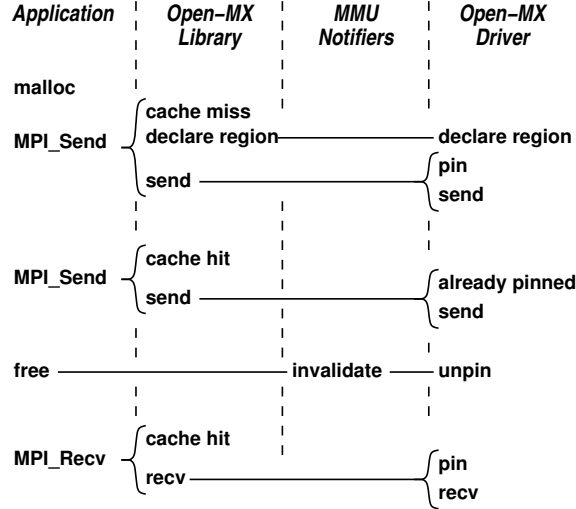 Application Open−MX Library MMU Notifiers Open−MX Driver
malloc
MPI_Send
cache miss
declare region declare region
send
pin
send
MPI_Send
cache hit
send
already pinned
send
free invalidate unpin
MPI_Recv
cache hit
recv
pin
recv